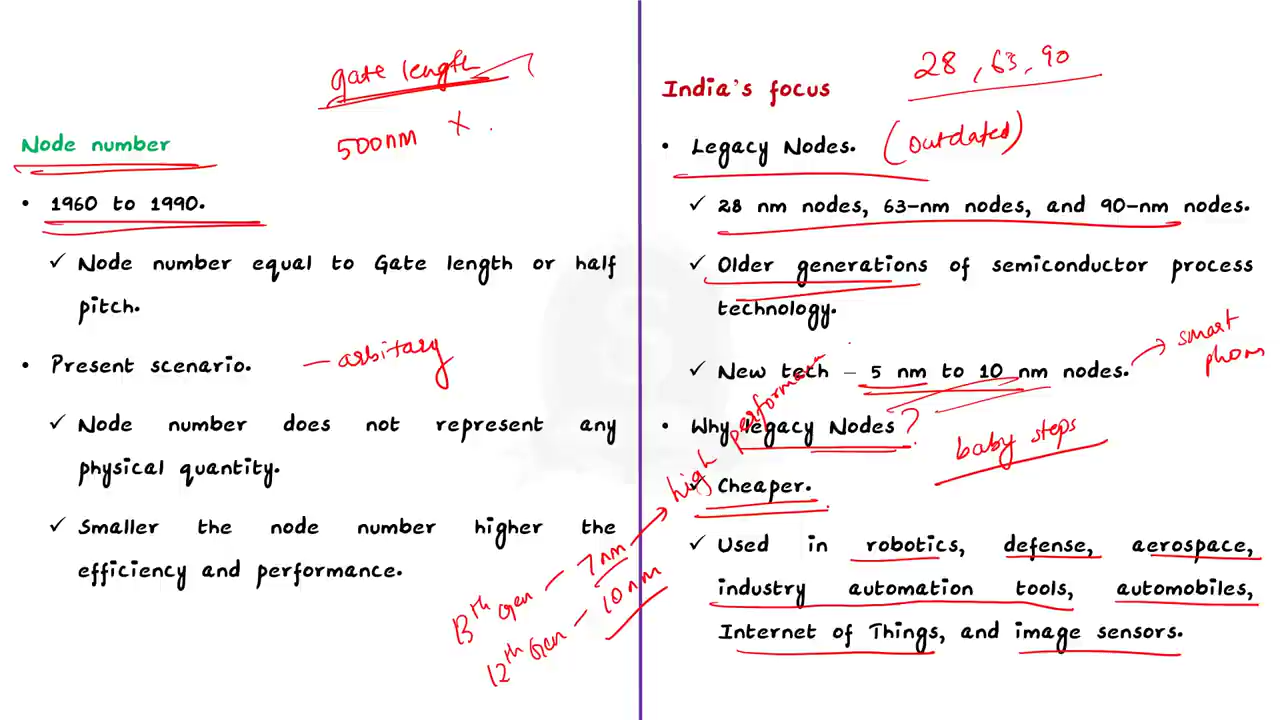 gate length
500nm ×
Node number
• 1960 to 1990.
✓ Node number equal to Gate length or half
pitch.
• Present scenario. – arbitary
✓ Node number does not represent any
physical quantity.
✓ Smaller the node number higher the
efficiency and performance.
13th Gen – 7nm → high performance
12th Gen – 10nm
28, 63, 90
India's focus
• Legacy Nodes. (outdated)
✓ 28 nm nodes, 63-nm nodes, and 90-nm nodes.
✓ Older generations of semiconductor process
technology.
✓ New tech – 5 nm to 10 nm nodes. → smart
phon
• Why legacy Nodes ?
baby steps
✓ Cheaper.
✓ Used in robotics, defense, aerospace,
industry automation tools, automobiles,
Internet of Things, and image sensors.